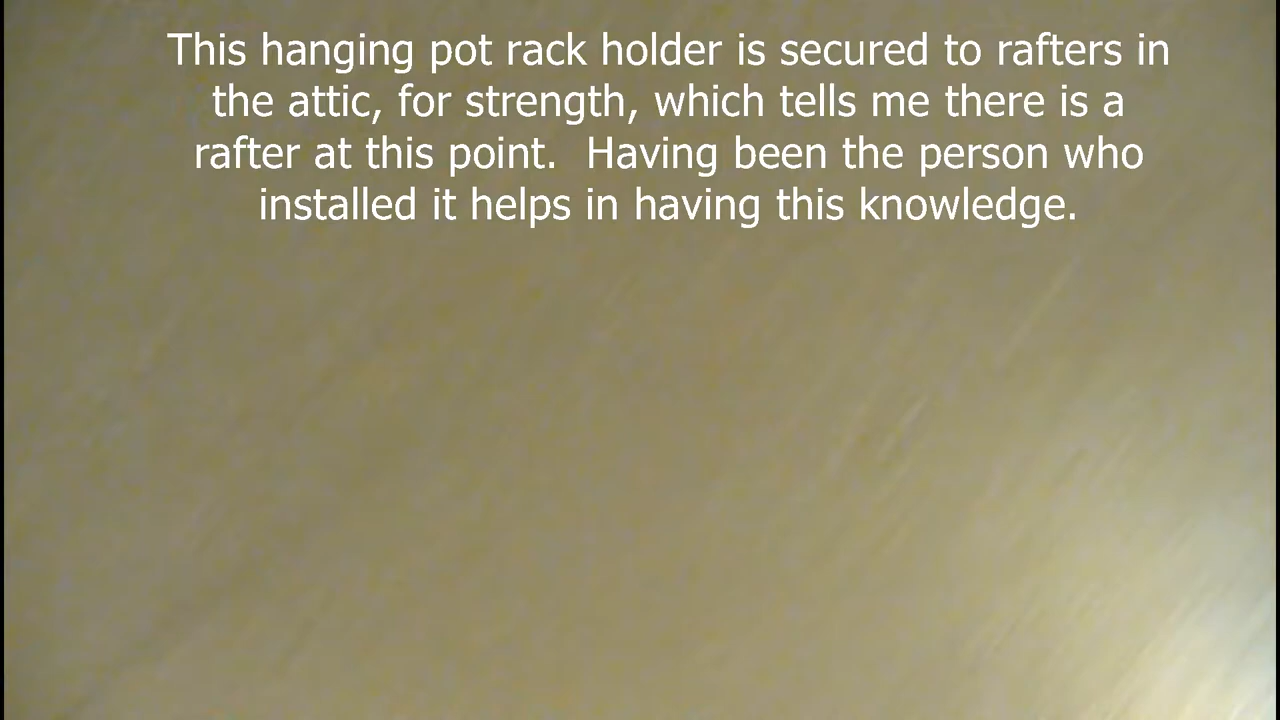 This hanging pot rack holder is secured to rafters in
the attic, for strength, which tells me there is a
rafter at this point.  Having been the person who
installed it helps in having this knowledge.